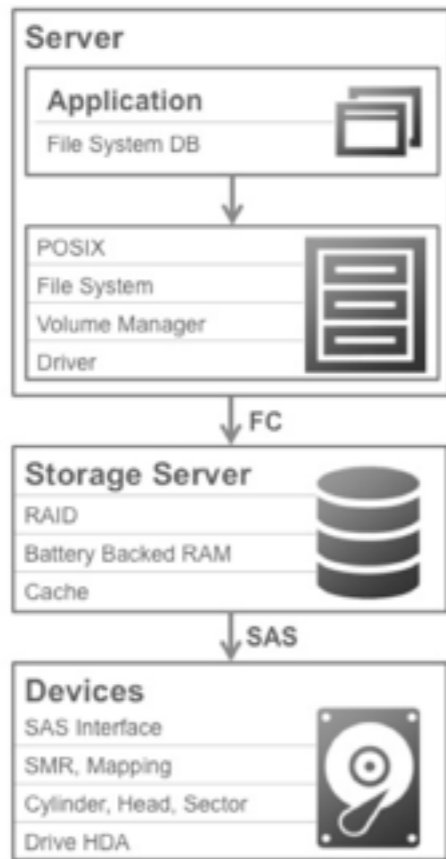 Server
Application
File System DB
POSIX
File System
Volume Manager
Driver
FC
Storage Server
RAID
Battery Backed RAM
Cache
SAS
Devices
SAS Interface
SMR, Mapping
Cylinder, Head, Sector
Drive HDA